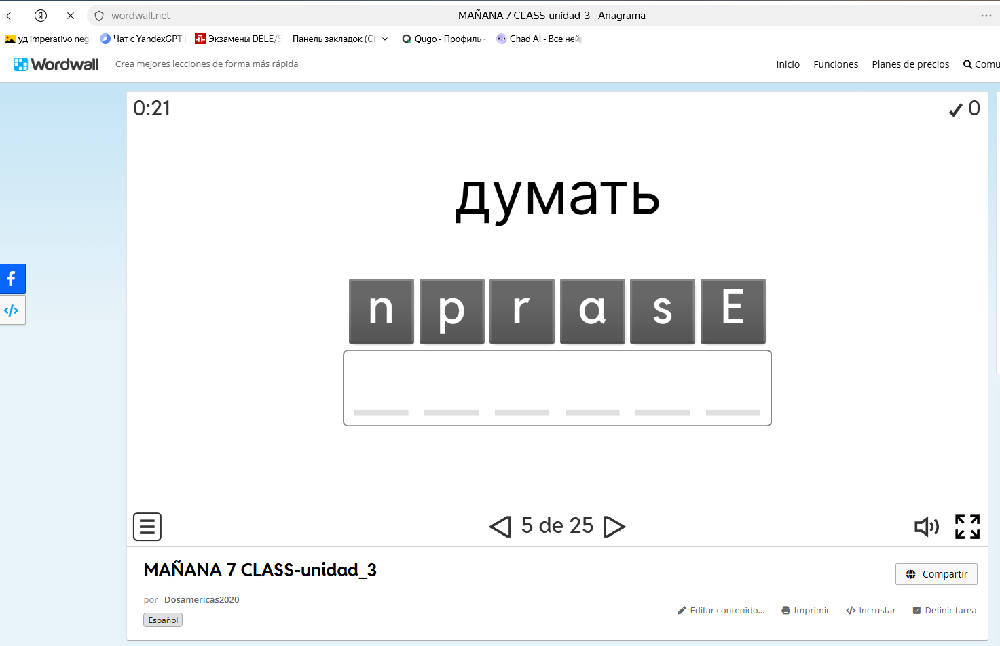 wordwall.net
MAÑANA 7 CLASS-unidad_3 - Anagrama
уд imperativo neg
Чат с YandexGPT
Экзамены DELE/S
Панель закладок (Ch
Qugo - Профиль -
Chad AI - Все ней
Wordwall
Crea mejores lecciones de forma más rápida
Inicio
Funciones
Planes de precios
Comu
0:21
0
думать
n p r a s E
5 de 25
MAÑANA 7 CLASS-unidad_3
Compartir
por Dosamericas2020
Español
Editar contenido...
Imprimir
Incrustar
Definir tarea